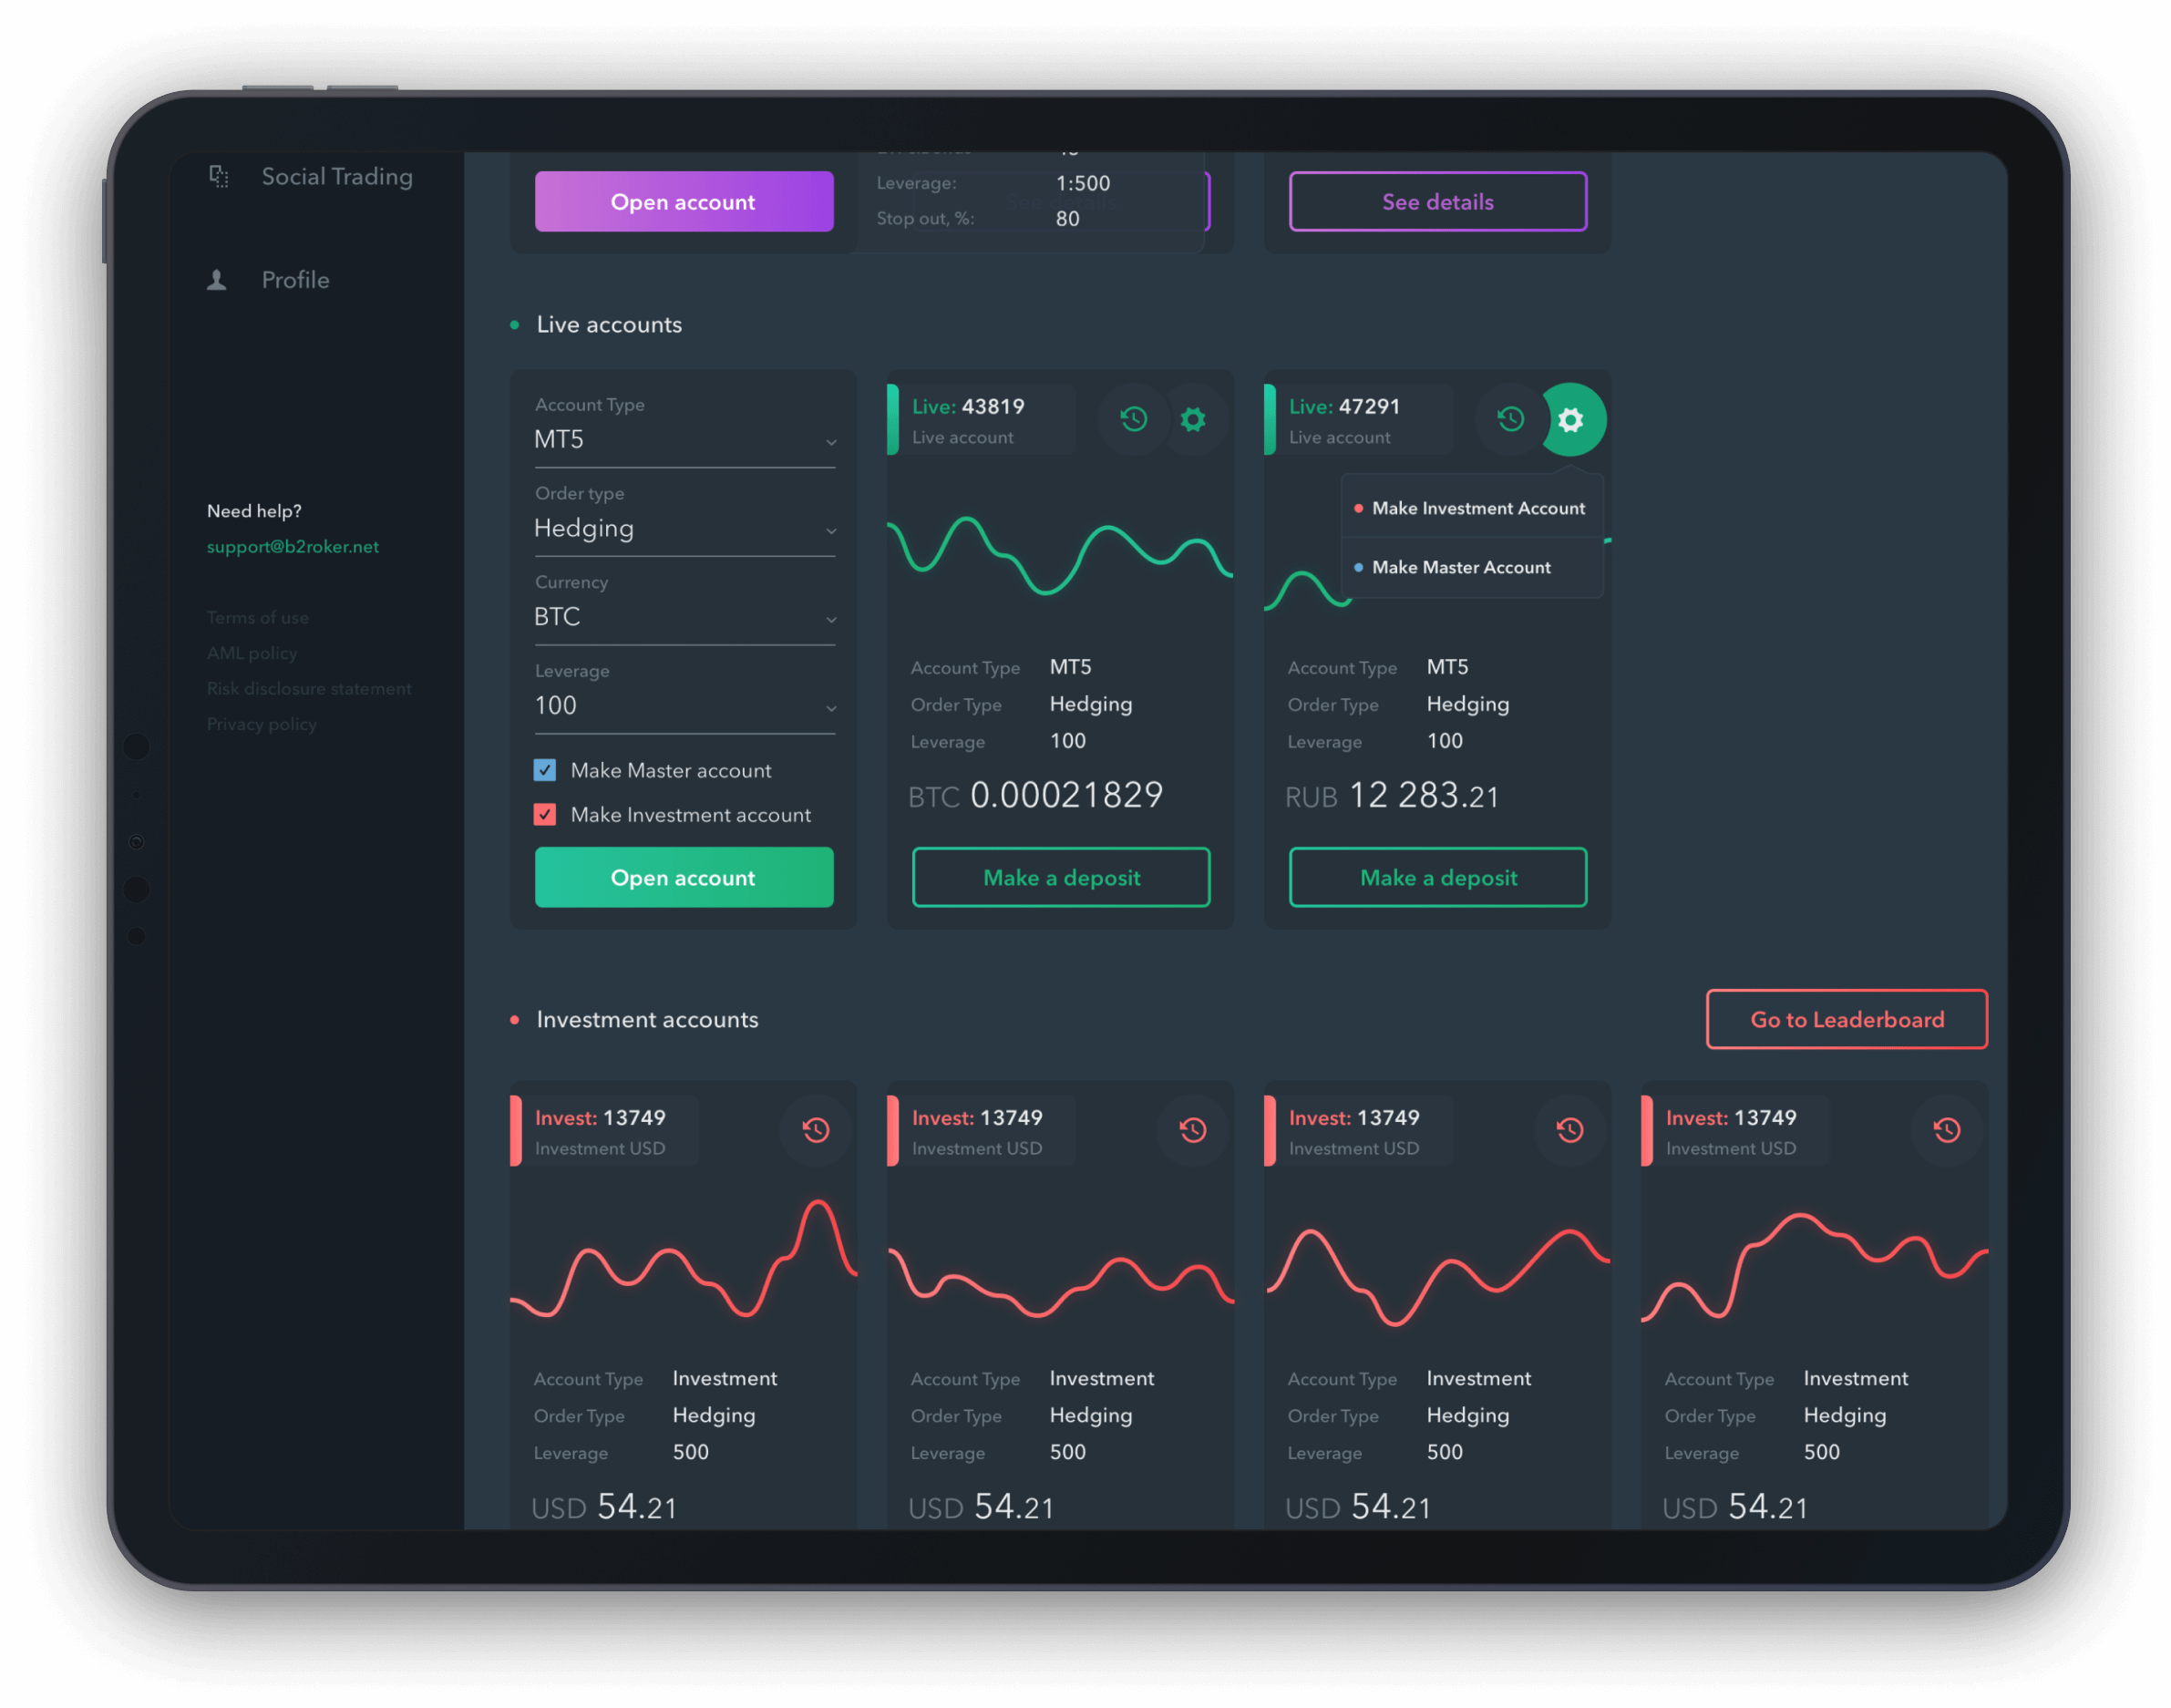 Social Trading
Profile
Need help?
support@b2roker.net
Terms of use
AML policy
Risk disclosure statement
Privacy policy
Open account
Leverage: 1:500
Stop out, %: 80
See details
See details
Live accounts
Account Type
MT5
Order type
Hedging
Currency
BTC
Leverage
100
Make Master account
Make Investment account
Open account
Live: 43819
Live account
Account Type MT5
Order Type Hedging
Leverage 100
BTC 0.00021829
Make a deposit
Live: 47291
Live account
Make Investment Account
Make Master Account
Account Type MT5
Order Type Hedging
Leverage 100
RUB 12 283.21
Make a deposit
Investment accounts
Go to Leaderboard
Invest: 13749
Investment USD
Account Type Investment
Order Type Hedging
Leverage 500
USD 54.21
Invest: 13749
Investment USD
Account Type Investment
Order Type Hedging
Leverage 500
USD 54.21
Invest: 13749
Investment USD
Account Type Investment
Order Type Hedging
Leverage 500
USD 54.21
Invest: 13749
Investment USD
Account Type Investment
Order Type Hedging
Leverage 500
USD 54.21